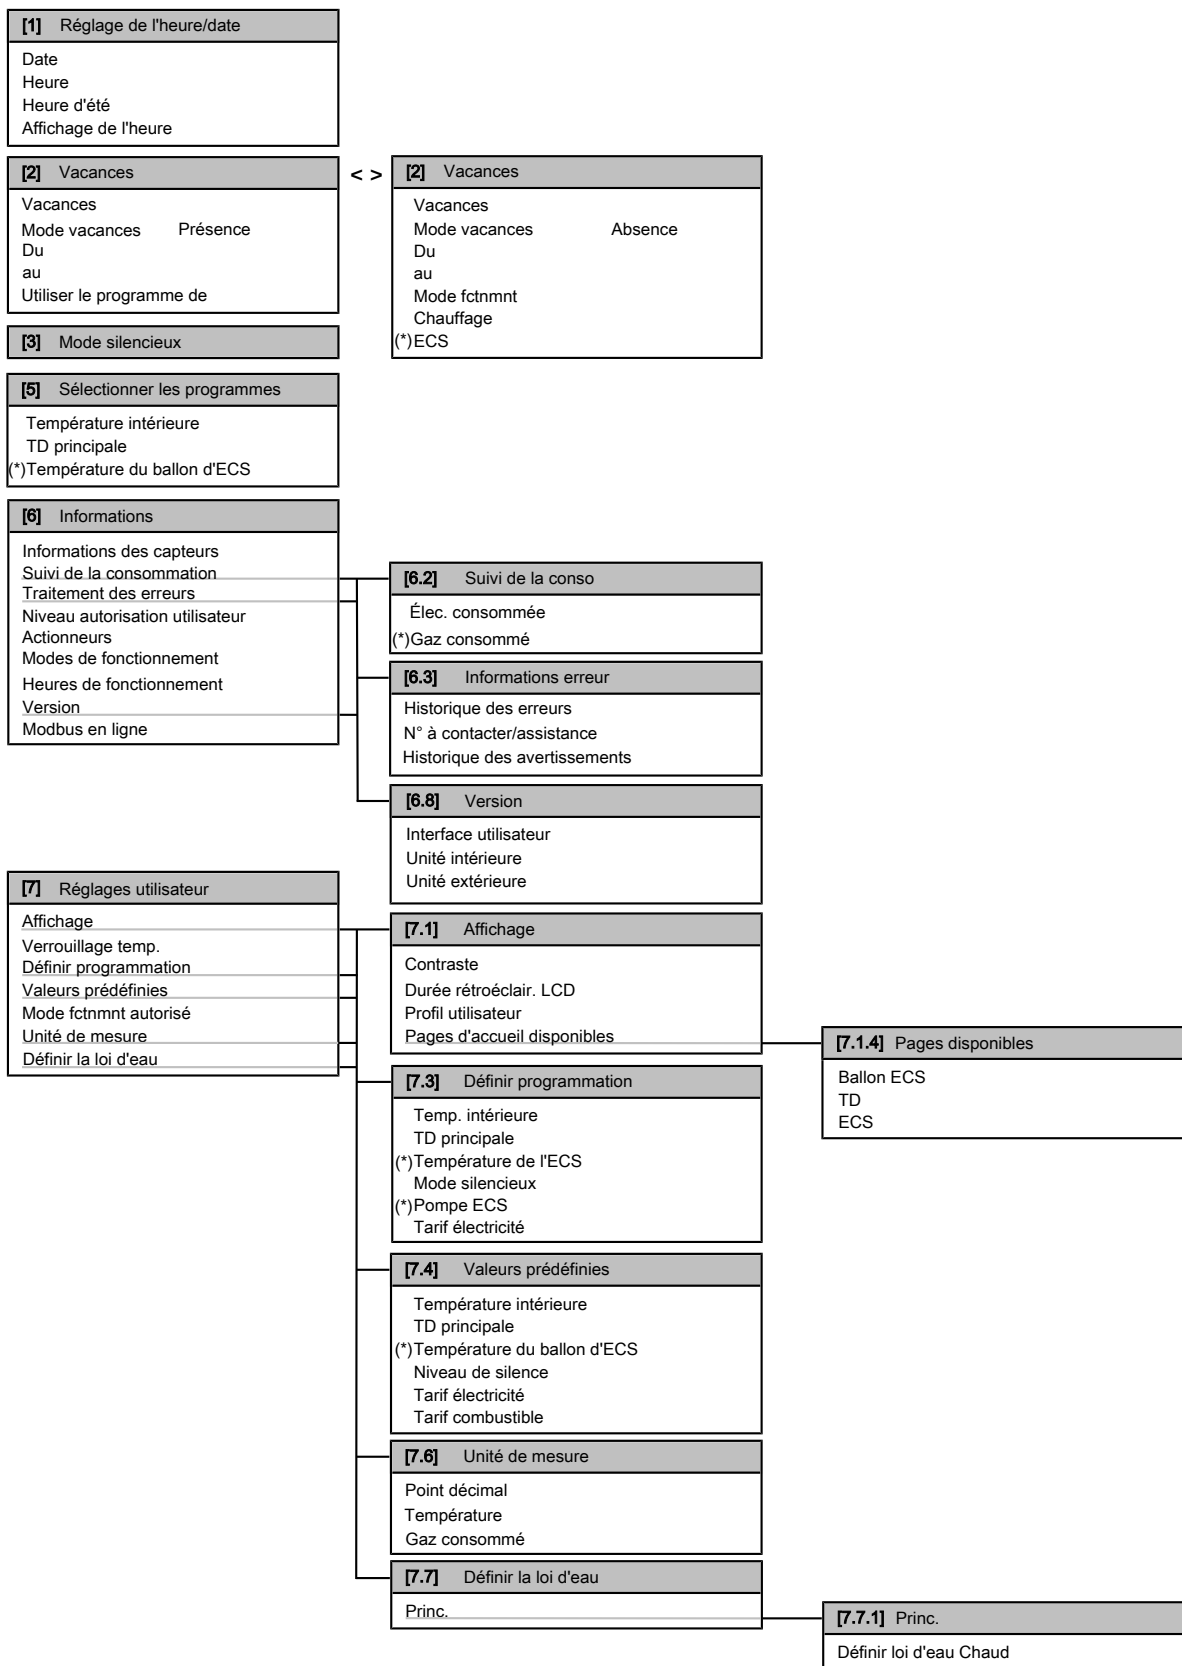 [1] Réglage de l'heure/date
Date
Heure
Heure d'été
Affichage de l'heure
[2] Vacances
Vacances
Mode vacances Présence
Du
au
Utiliser le programme de
< >
[2] Vacances
Vacances
Mode vacances Absence
Du
au
Mode fctnmnt
Chauffage
(*)ECS
[3] Mode silencieux
[5] Sélectionner les programmes
Température intérieure
TD principale
(*)Température du ballon d'ECS
[6] Informations
Informations des capteurs
Suivi de la consommation
Traitement des erreurs
Niveau autorisation utilisateur
Actionneurs
Modes de fonctionnement
Heures de fonctionnement
Version
Modbus en ligne
[6.2] Suivi de la conso
Élec. consommée
(*)Gaz consommé
[6.3] Informations erreur
Historique des erreurs
N° à contacter/assistance
Historique des avertissements
[6.8] Version
Interface utilisateur
Unité intérieure
Unité extérieure
[7] Réglages utilisateur
Affichage
Verrouillage temp.
Définir programmation
Valeurs prédéfinies
Mode fctnmnt autorisé
Unité de mesure
Définir la loi d'eau
[7.1] Affichage
Contraste
Durée rétroéclair. LCD
Profil utilisateur
Pages d'accueil disponibles
[7.1.4] Pages disponibles
Ballon ECS
TD
ECS
[7.3] Définir programmation
Temp. intérieure
TD principale
(*)Température de l'ECS
Mode silencieux
(*)Pompe ECS
Tarif électricité
[7.4] Valeurs prédéfinies
Température intérieure
TD principale
(*)Température du ballon d'ECS
Niveau de silence
Tarif électricité
Tarif combustible
[7.6] Unité de mesure
Point décimal
Température
Gaz consommé
[7.7] Définir la loi d'eau
Princ.
[7.7.1] Princ.
Définir loi d'eau Chaud